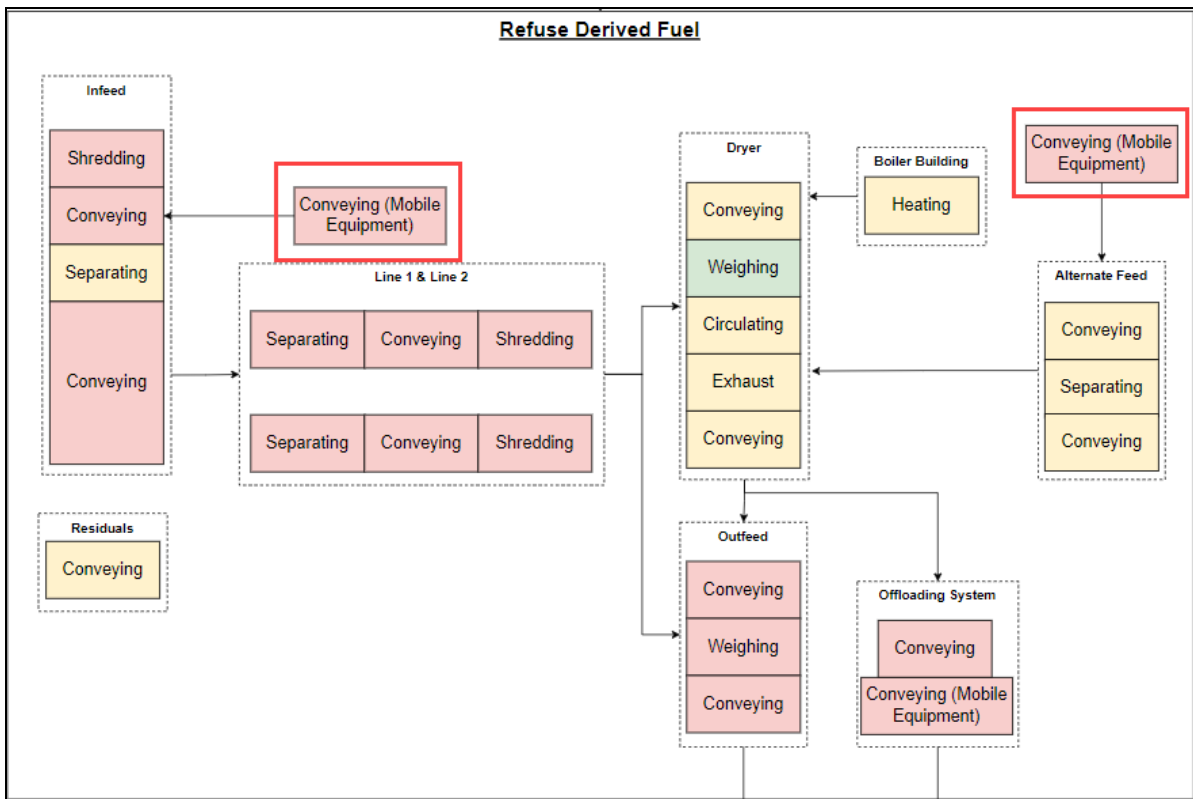 Refuse Derived Fuel
Infeed
Shredding
Conveying
Separating
Conveying
Conveying (Mobile
Equipment)
Line 1 & Line 2
Separating
Conveying
Shredding
Separating
Conveying
Shredding
Residuals
Conveying
Dryer
Conveying
Weighing
Circulating
Exhaust
Conveying
Boiler Building
Heating
Conveying (Mobile
Equipment)
Alternate Feed
Conveying
Separating
Conveying
Outfeed
Conveying
Weighing
Conveying
Offloading System
Conveying
Conveying (Mobile
Equipment)